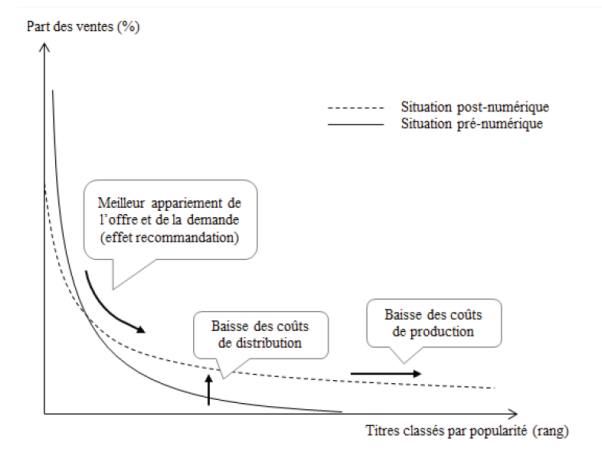 Part des ventes (%)
Situation post-numérique
Situation pré-numérique
Meilleur appariement de
l'offre et de la demande
(effet recommandation)
Baisse des coûts
de distribution
Baisse des coûts
de production
Titres classés par popularité (rang)